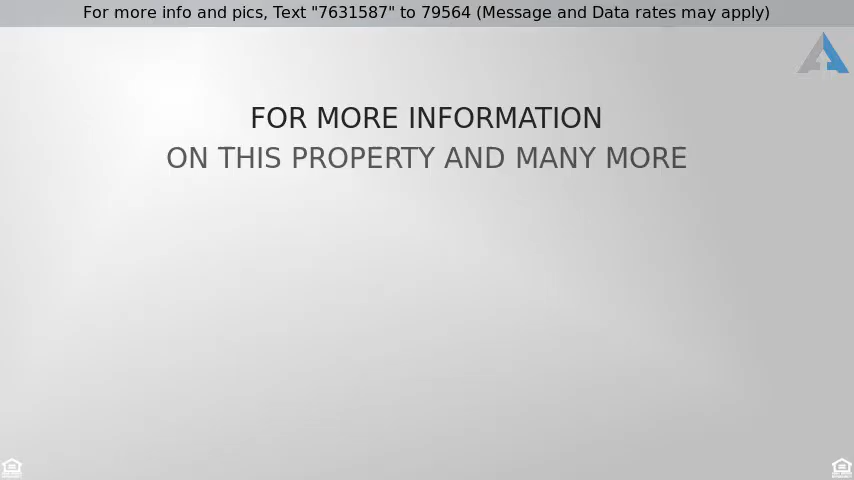 For more info and pics, Text "7631587" to 79564 (Message and Data rates may apply)
FOR MORE INFORMATION
ON THIS PROPERTY AND MANY MORE